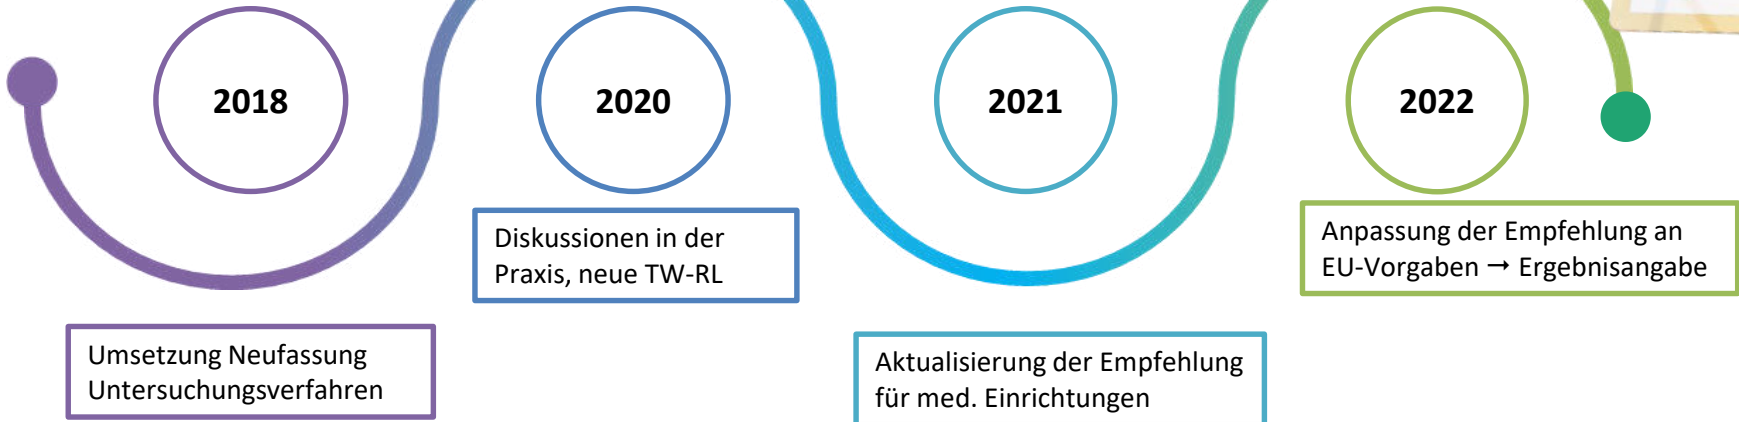 2018
Umsetzung Neufassung
Untersuchungsverfahren
2020
Diskussionen in der
Praxis, neue TW-RL
2021
Aktualisierung der Empfehlung
für med. Einrichtungen
2022
Anpassung der Empfehlung an
EU-Vorgaben → Ergebnisangabe